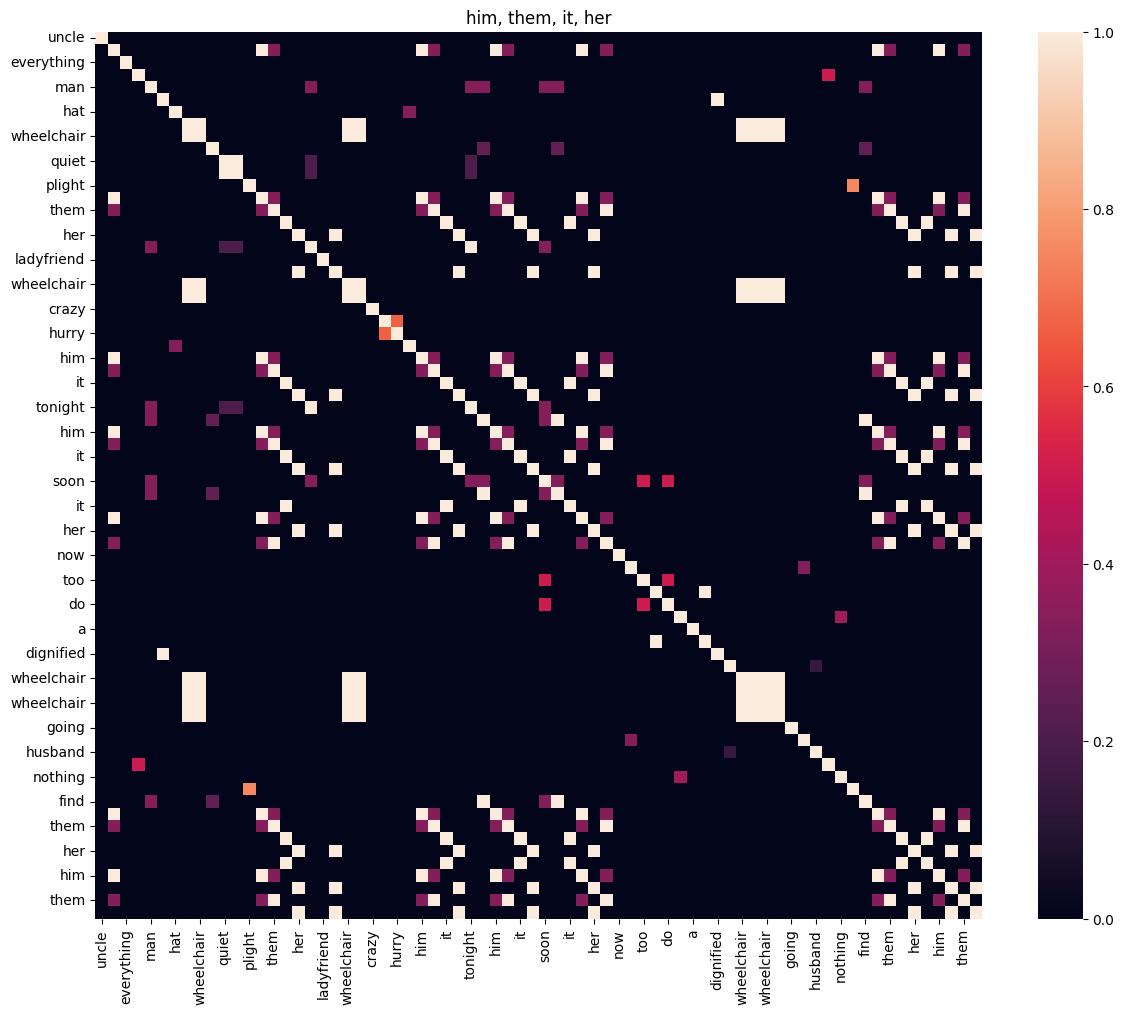 him, them, it, her
uncle
everything
man
hat
wheelchair
quiet
plight
them
her
ladyfriend
wheelchair
crazy
hurry
him
it
tonight
him
it
soon
it
her
now
too
do
a
dignified
wheelchair
wheelchair
going
husband
nothing
find
them
her
him
them
uncle
everything
man
hat
wheelchair
quiet
plight
them
her
ladyfriend
wheelchair
crazy
hurry
him
it
tonight
him
it
soon
it
her
now
too
do
a
dignified
wheelchair
wheelchair
going
husband
nothing
find
them
her
him
them
1.0
0.8
0.6
0.4
0.2
0.0